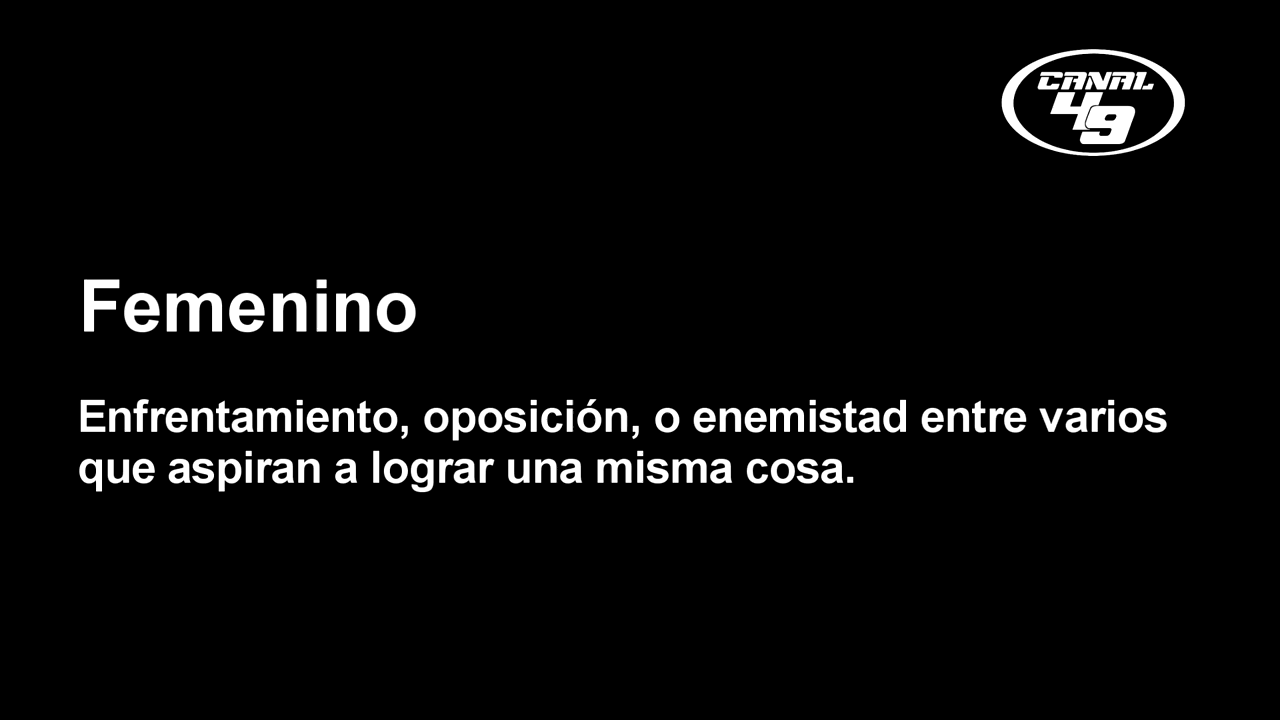 CANAL
49
Femenino
Enfrentamiento, oposición, o enemistad entre varios
que aspiran a lograr una misma cosa.